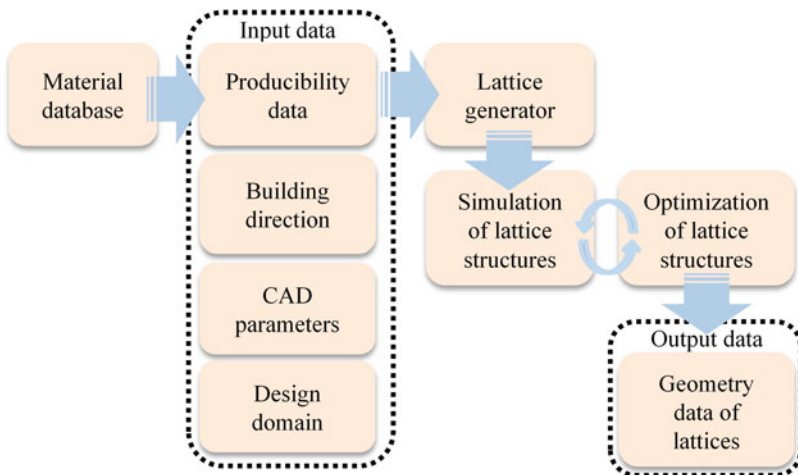 Input data
Material
database
Producibility
data
Building
direction
CAD
parameters
Design
domain
Lattice
generator
Simulation
of lattice
structures
Optimization
of lattice
structures
Output data
Geometry
data of
lattices